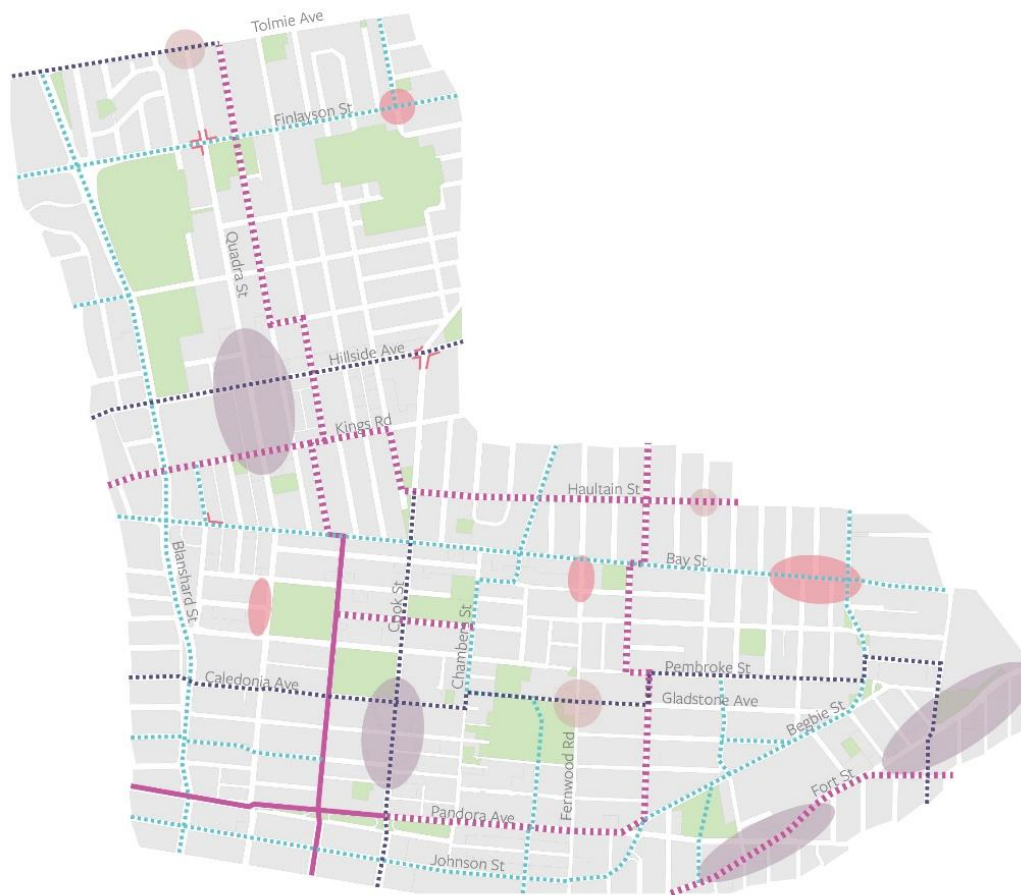 Tolmie Ave
Finlayson St
Quadra St
Hillside Ave
Kings Rd
Haultain St
Bay St
Blanshard St
Cook St
Chambers St
Pembroke St
Caledonia Ave
Gladstone Ave
Begbie St
Fernwood Rd
Fort St
Pandora Ave
Johnson St